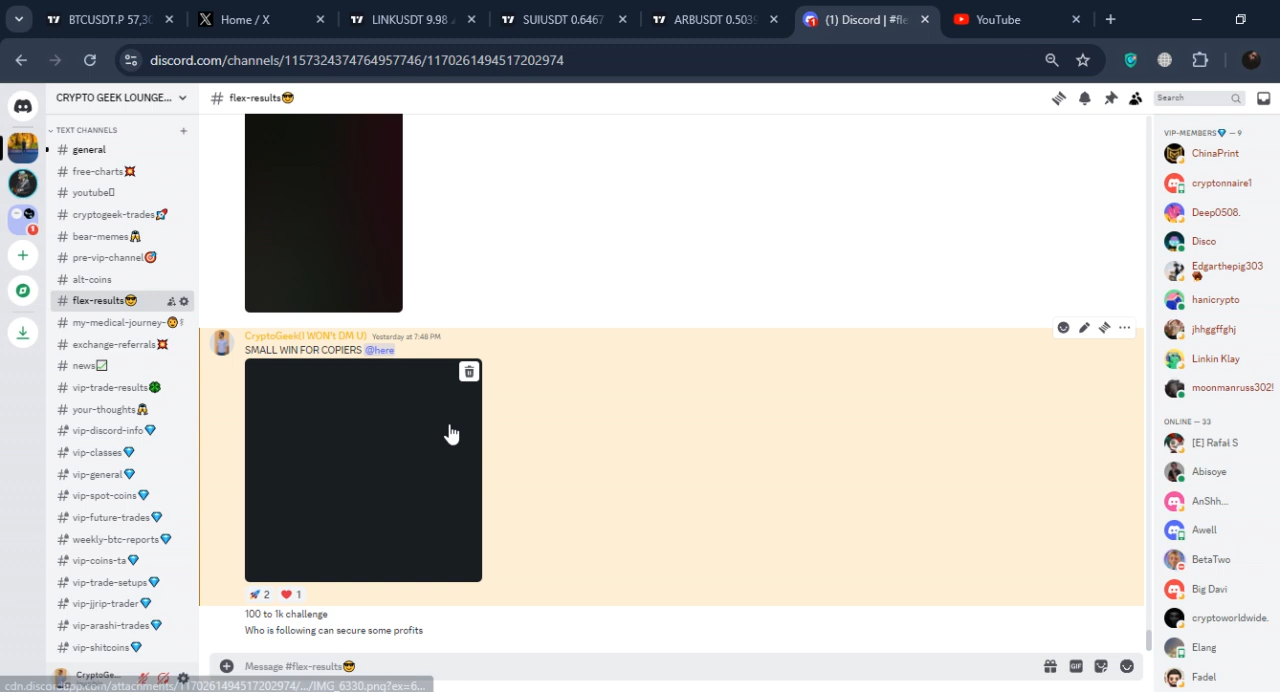 BTCUSDT.P 57,30
Home / X
LINKUSDT 9.98
SUIUSDT 0.6467
ARBUSDT 0.5039
(1) Discord | #fle
YouTube
discord.com/channels/1157324374764957746/1170261494517202974
CRYPTO GEEK LOUNGE...
# flex-results😎
Search
TEXT CHANNELS
# general
# free-charts💥
# youtube
# cryptogeek-trades🚀
# bear-memes
# pre-vip-channel🎯
# alt-coins
# flex-results😎
# my-medical-journey-
# exchange-referrals💥
# news
# vip-trade-results🍀
# your-thoughts
# vip-discord-info💎
# vip-classes💎
# vip-general💎
# vip-spot-coins💎
# vip-future-trades💎
# weekly-btc-reports💎
# vip-coins-ta💎
# vip-trade-setups💎
# vip-jjrip-trader💎
# vip-arashi-trades💎
# vip-shitcoins💎
CryptoGe...
1
CryptoGeek(I WON't DM U) Yesterday at 7:48 PM
SMALL WIN FOR COPIERS @here
🚀 2 ❤️ 1
100 to 1k challenge
Who is following can secure some profits
Message #flex-results😎
GIF
VIP-MEMBERS💎 — 9
ChinaPrint
cryptonnaire1
Deep0508.
Disco
Edgarthepig303
hanicrypto
jhhggffghj
Linkin Klay
moonmanruss302!
ONLINE — 33
[E] Rafał S
Abisoye
AnShh...
Awell
BetaTwo
Big Davi
cryptoworldwide.
Elang
Fadel